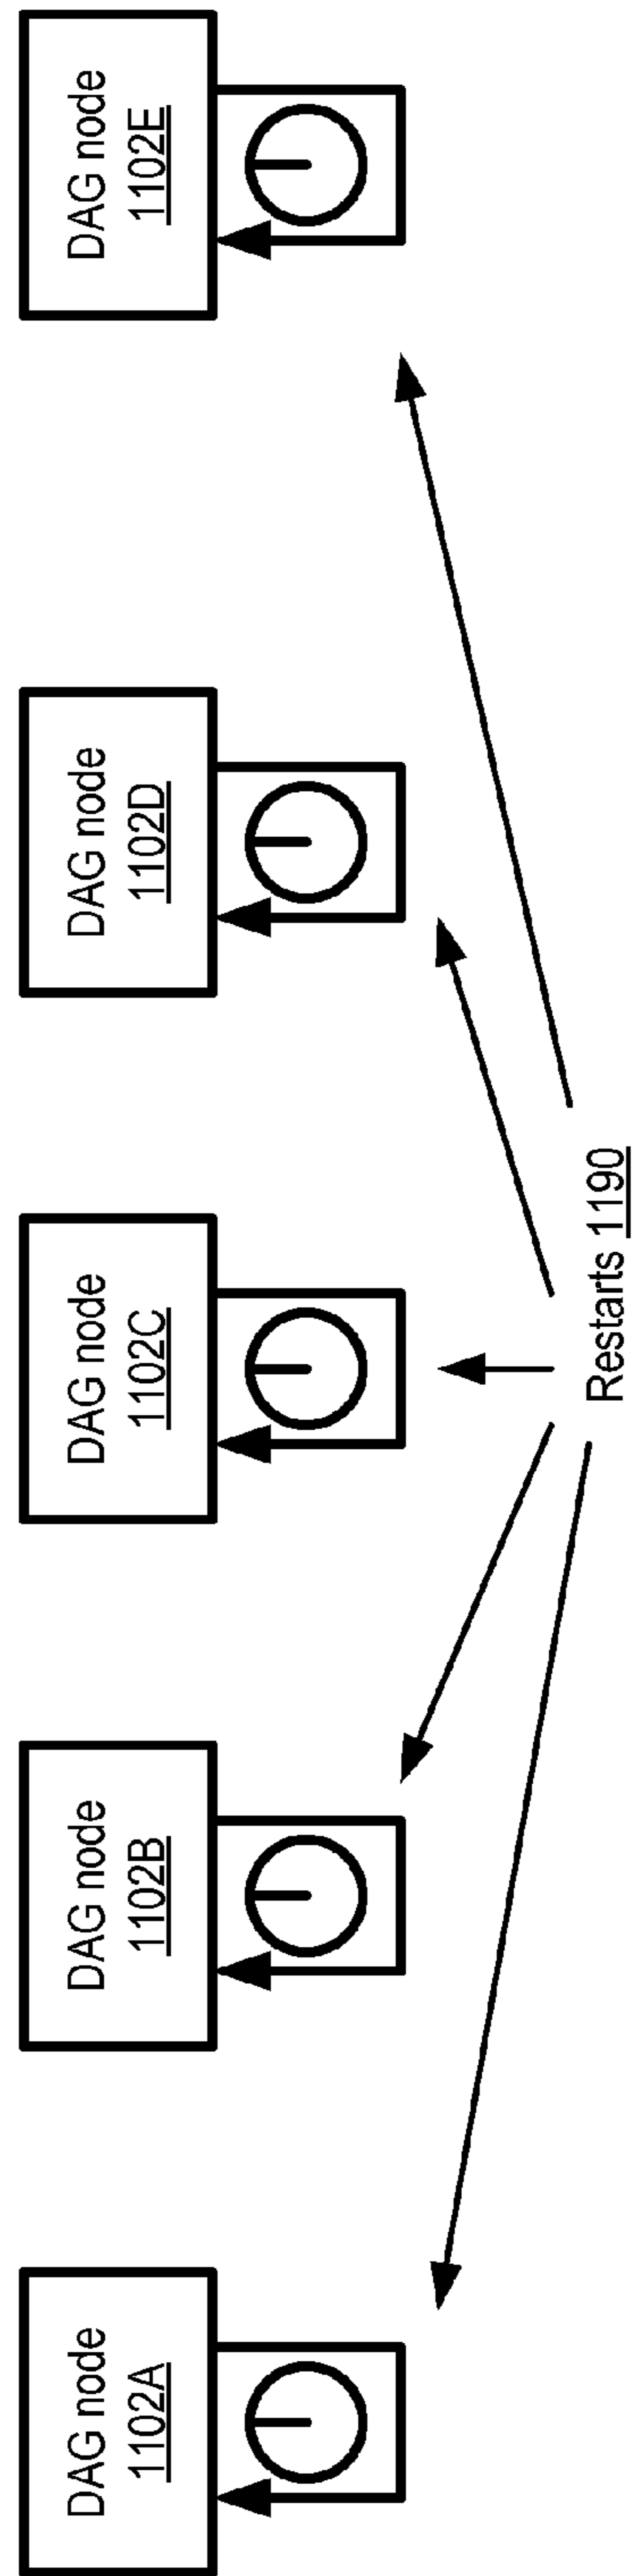 DAG node
1102A
DAG node
1102B
DAG node
1102C
DAG node
1102D
DAG node
1102E
Restarts 1190